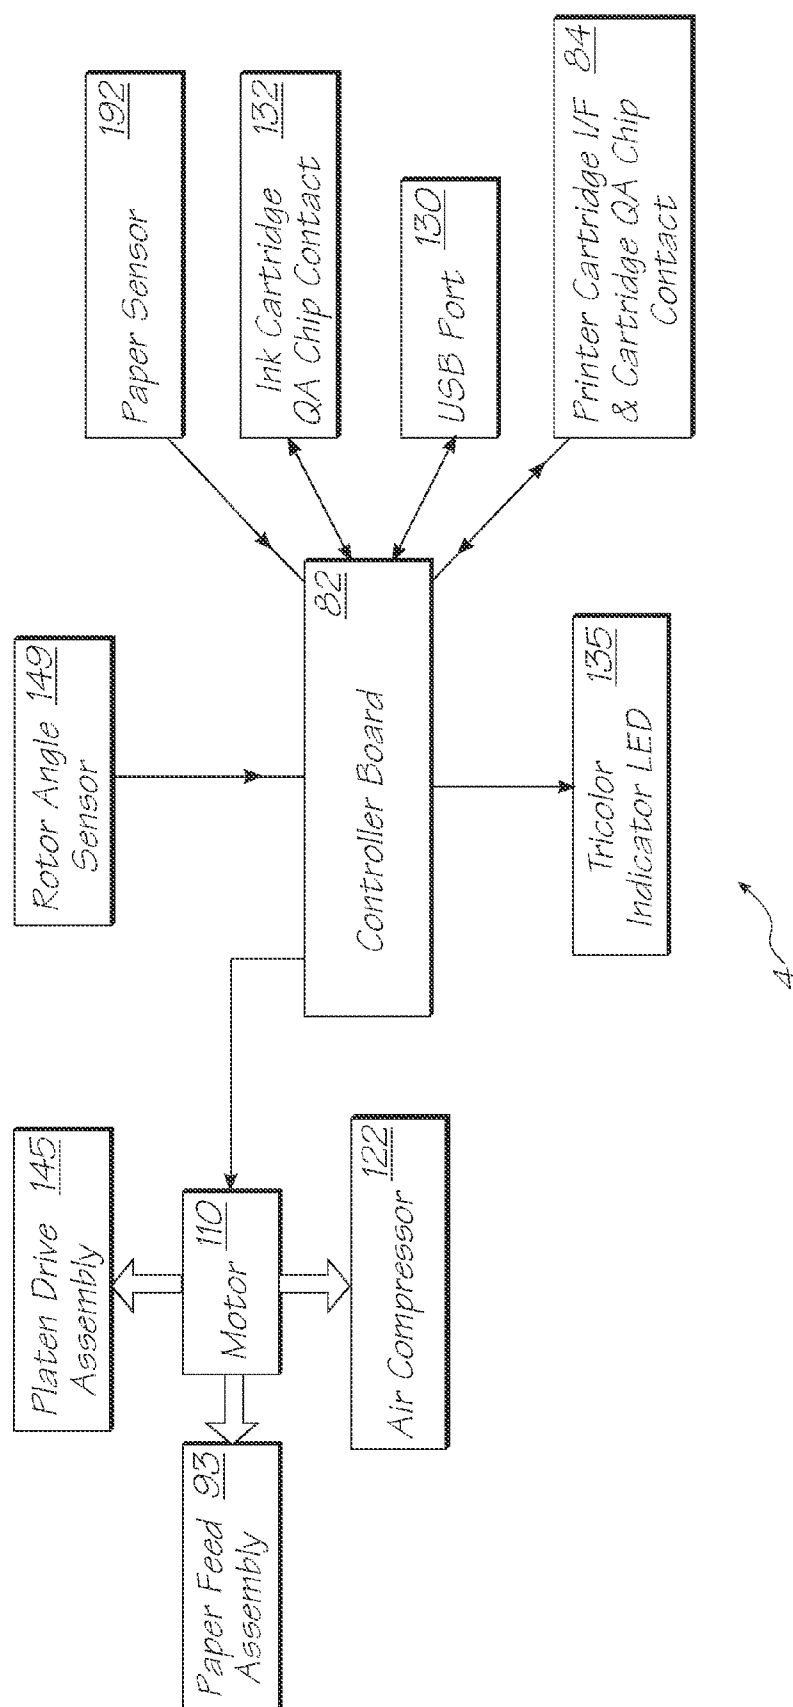 Paper Feed 93
Assembly
Platen Drive 145
Assembly
Motor 110
Air Compressor 122
Rotor Angle 149
Sensor
Controller Board 82
Tricolor 135
Indicator LED
Paper Sensor 192
Ink Cartridge 132
QA Chip Contact
USB Port 130
Printer Cartridge I/F 84
& Cartridge QA Chip
Contact
4